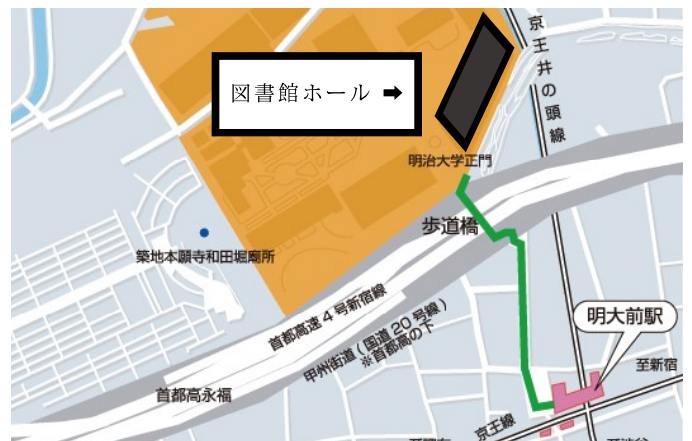 京王井の頭線
図書館ホール ➡
明治大学正門
歩道橋
築地本願寺和田堀廟所
首都高速4号新宿線
甲州街道(国道20号線)
※首都高の下
明大前駅
至新宿
首都高永福
京王線
至渋谷